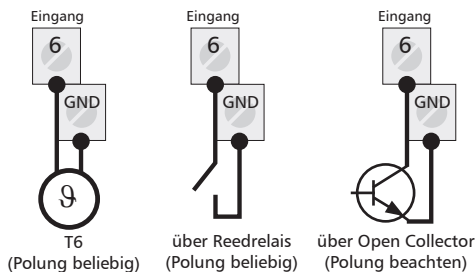 Eingang
6
GND
ϑ
T6
(Polung beliebig)
Eingang
6
GND
über Reedrelais
(Polung beliebig)
Eingang
6
GND
über Open Collector
(Polung beachten)